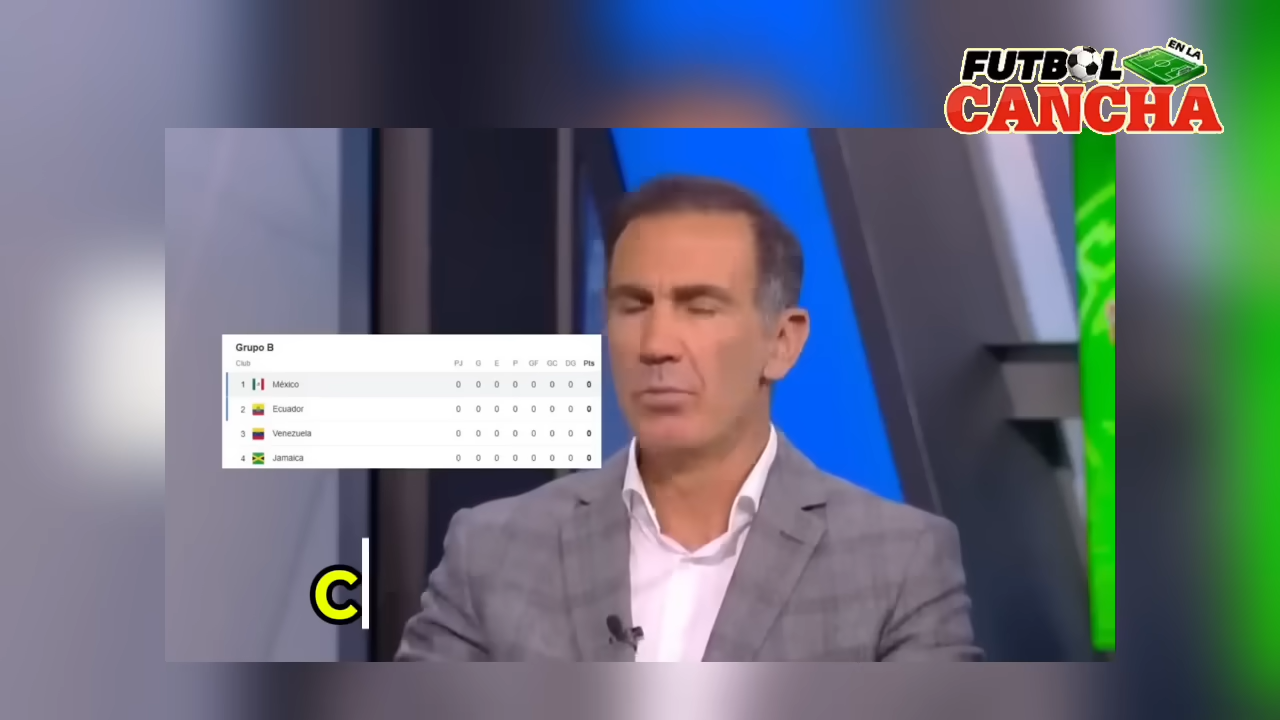 FUTBOL
EN LA
CANCHA
Grupo B
Club PJ G E P GF GC DG Pts
1 México 0 0 0 0 0 0 0 0
2 Ecuador 0 0 0 0 0 0 0 0
3 Venezuela 0 0 0 0 0 0 0 0
4 Jamaica 0 0 0 0 0 0 0 0
C